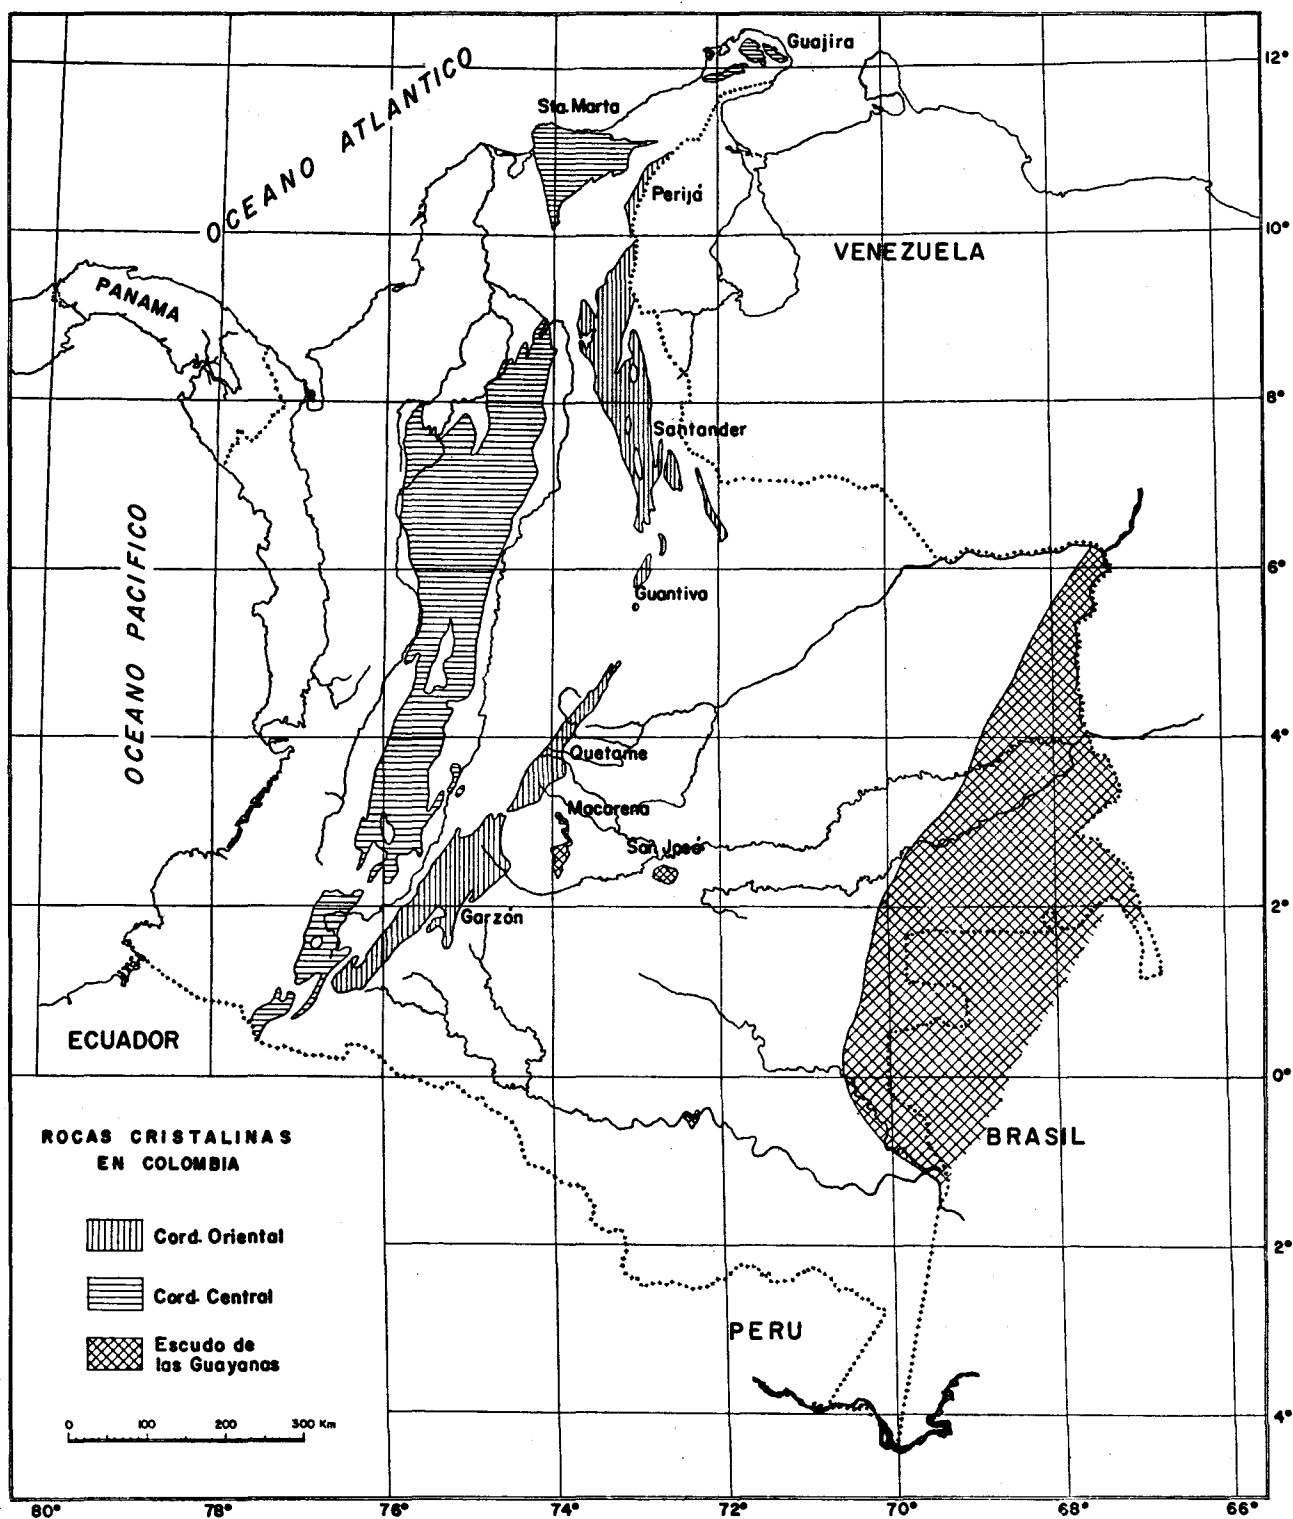 Guajira
12°
OCEANO ATLANTICO
Sta. Marta
Perijá
10°
VENEZUELA
PANAMA
8°
Santander
OCEANO PACIFICO
6°
Guantiva
4°
Quetame
Macarena
San José
2°
Garzón
ECUADOR
0°
BRASIL
ROCAS CRISTALINAS
EN COLOMBIA
Cord. Oriental
2°
Cord. Central
PERU
Escudo de
las Guayanas
0 100 200 300 Km
4°
80° 78° 76° 74° 72° 70° 68° 66°